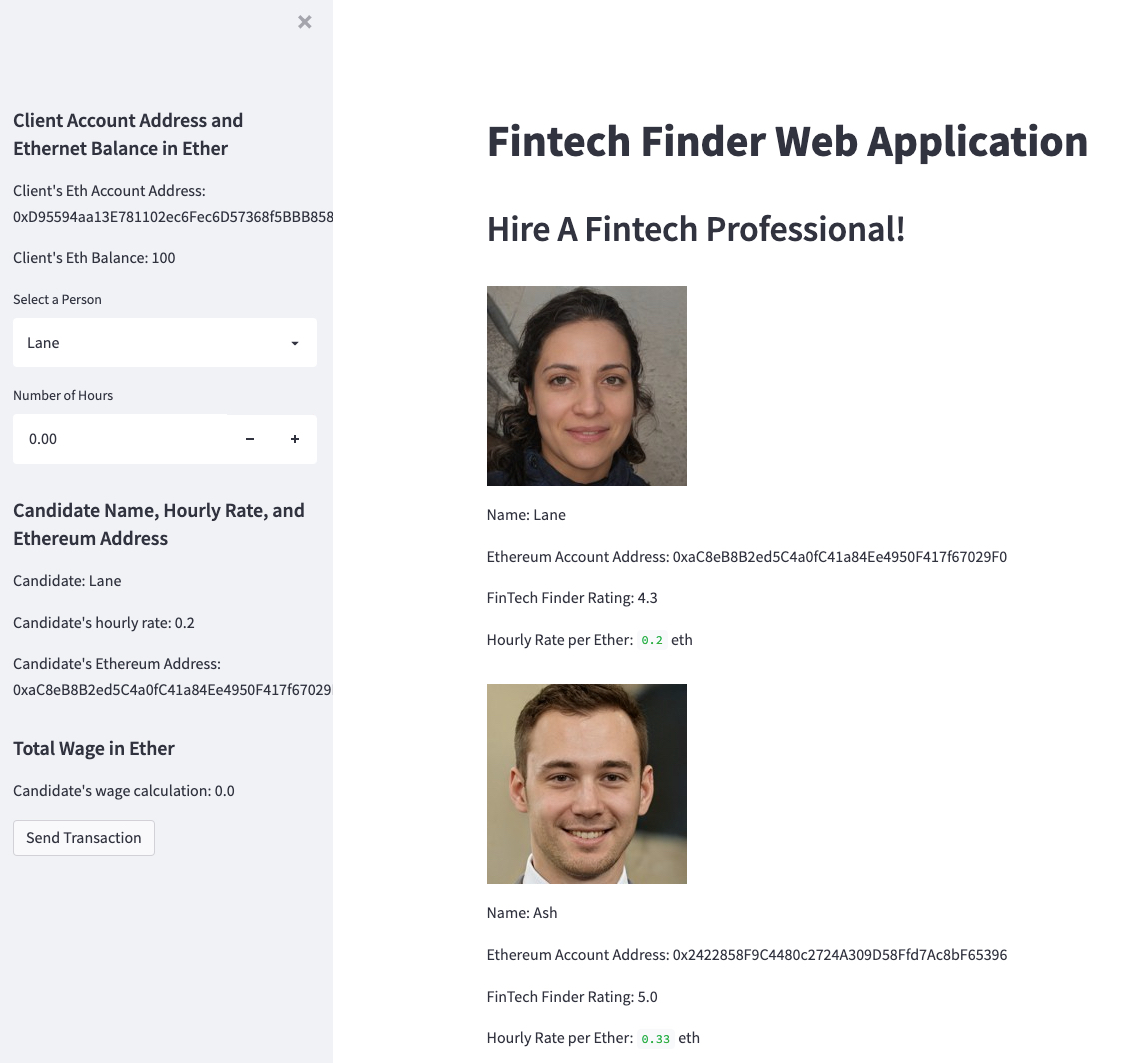 Client Account Address and
Ethernet Balance in Ether
Client's Eth Account Address:
0xD95594aa13E781102ec6Fec6D57368f5BBB858
Client's Eth Balance: 100
Select a Person
Lane
Number of Hours
0.00
Candidate Name, Hourly Rate, and
Ethereum Address
Candidate: Lane
Candidate's hourly rate: 0.2
Candidate's Ethereum Address:
0xaC8eB8B2ed5C4a0fC41a84Ee4950F417f67029
Total Wage in Ether
Candidate's wage calculation: 0.0
Send Transaction
Fintech Finder Web Application
Hire A Fintech Professional!
Name: Lane
Ethereum Account Address: 0xaC8eB8B2ed5C4a0fC41a84Ee4950F417f67029F0
FinTech Finder Rating: 4.3
Hourly Rate per Ether: 0.2 eth
Name: Ash
Ethereum Account Address: 0x2422858F9C4480c2724A309D58Ffd7Ac8bF65396
FinTech Finder Rating: 5.0
Hourly Rate per Ether: 0.33 eth